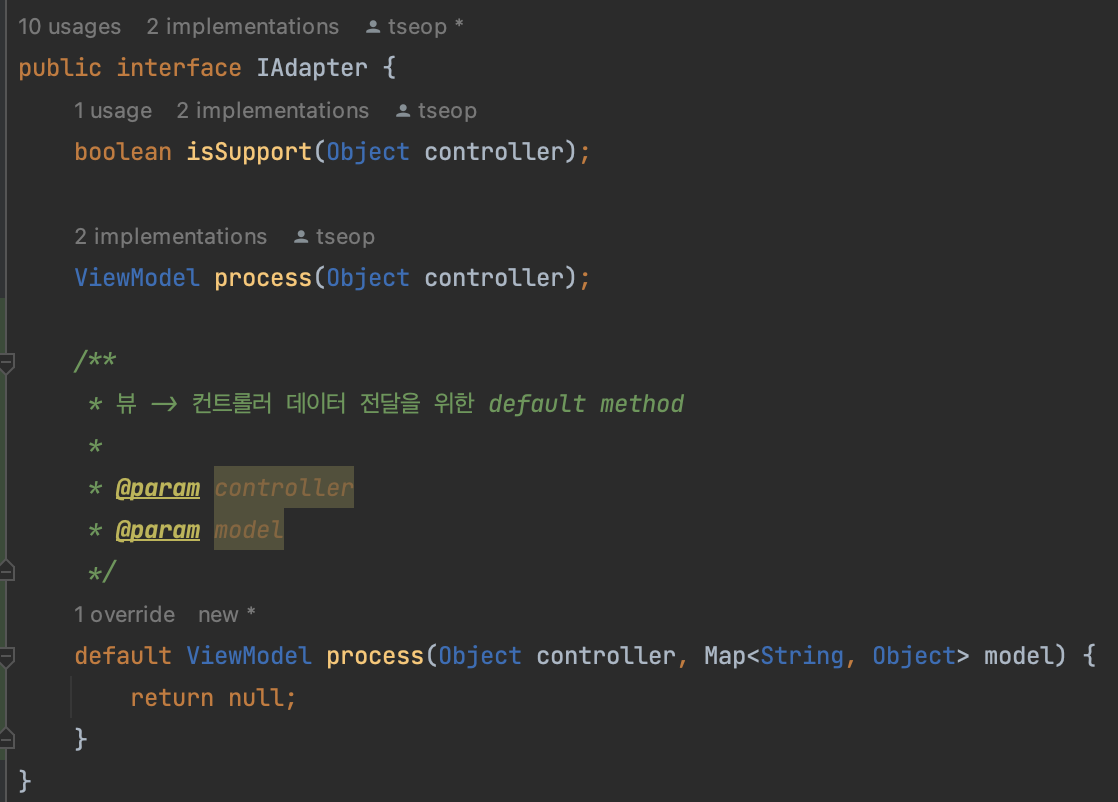 10 usages 2 implementations tseop *
public interface IAdapter {
1 usage 2 implementations tseop
boolean isSupport(Object controller);
2 implementations tseop
ViewModel process(Object controller);
/**
* 뷰 -> 컨트롤러 데이터 전달을 위한 default method
*
* @param controller
* @param model
*/
1 override new *
default ViewModel process(Object controller, Map<String, Object> model) {
return null;
}
}